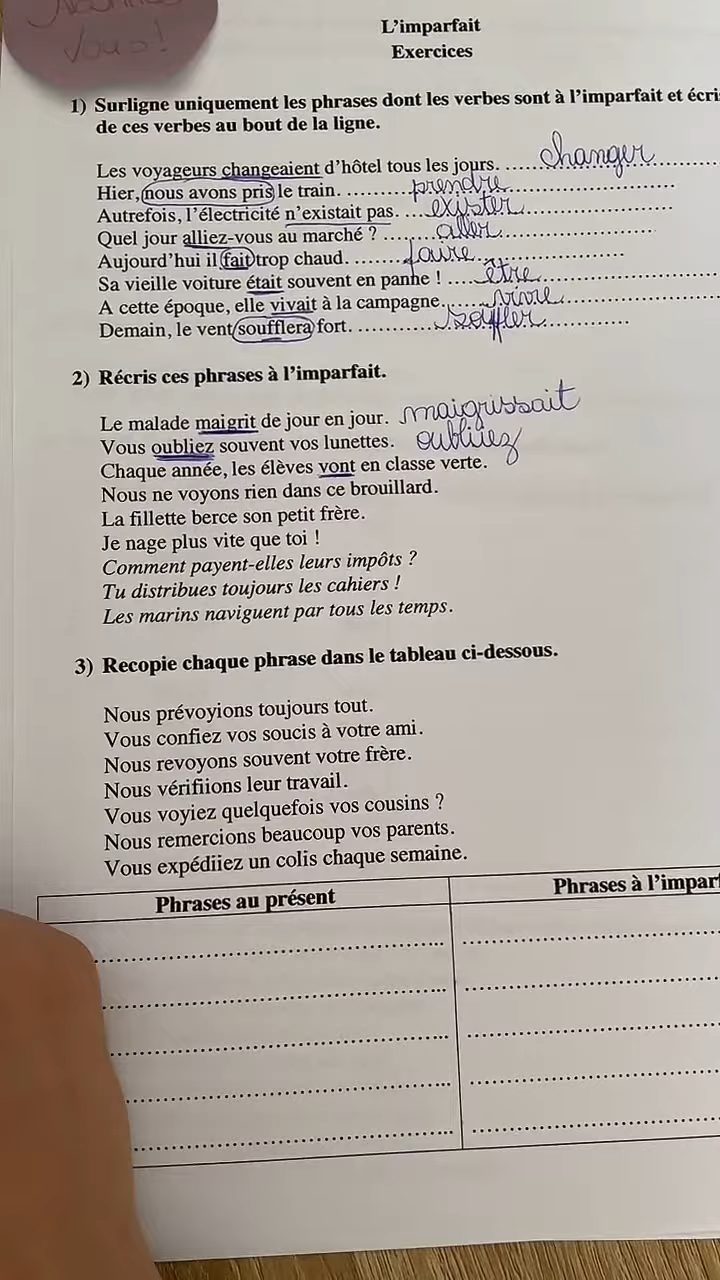 Abonnez
Vous!
L'imparfait
Exercices
1) Surligne uniquement les phrases dont les verbes sont à l'imparfait et écri
de ces verbes au bout de la ligne.
Les voyageurs changeaient d'hôtel tous les jours. ..... changer
Hier, nous avons pris le train. .......... prendre
Autrefois, l'électricité n'existait pas. .... exister
Quel jour alliez-vous au marché ? ....... aller
Aujourd'hui il fait trop chaud. ........ faire
Sa vieille voiture était souvent en panne ! .... être
A cette époque, elle vivait à la campagne...... vivre
Demain, le vent soufflera fort. ............ souffler
2) Récris ces phrases à l'imparfait.
Le malade maigrit de jour en jour. maigrissait
Vous oubliez souvent vos lunettes. oubliiez
Chaque année, les élèves vont en classe verte.
Nous ne voyons rien dans ce brouillard.
La fillette berce son petit frère.
Je nage plus vite que toi !
Comment payent-elles leurs impôts ?
Tu distribues toujours les cahiers !
Les marins naviguent par tous les temps.
3) Recopie chaque phrase dans le tableau ci-dessous.
Nous prévoyions toujours tout.
Vous confiez vos soucis à votre ami.
Nous revoyons souvent votre frère.
Nous vérifiions leur travail.
Vous voyiez quelquefois vos cousins ?
Nous remercions beaucoup vos parents.
Vous expédiiez un colis chaque semaine.
Phrases au présent
Phrases à l'impar